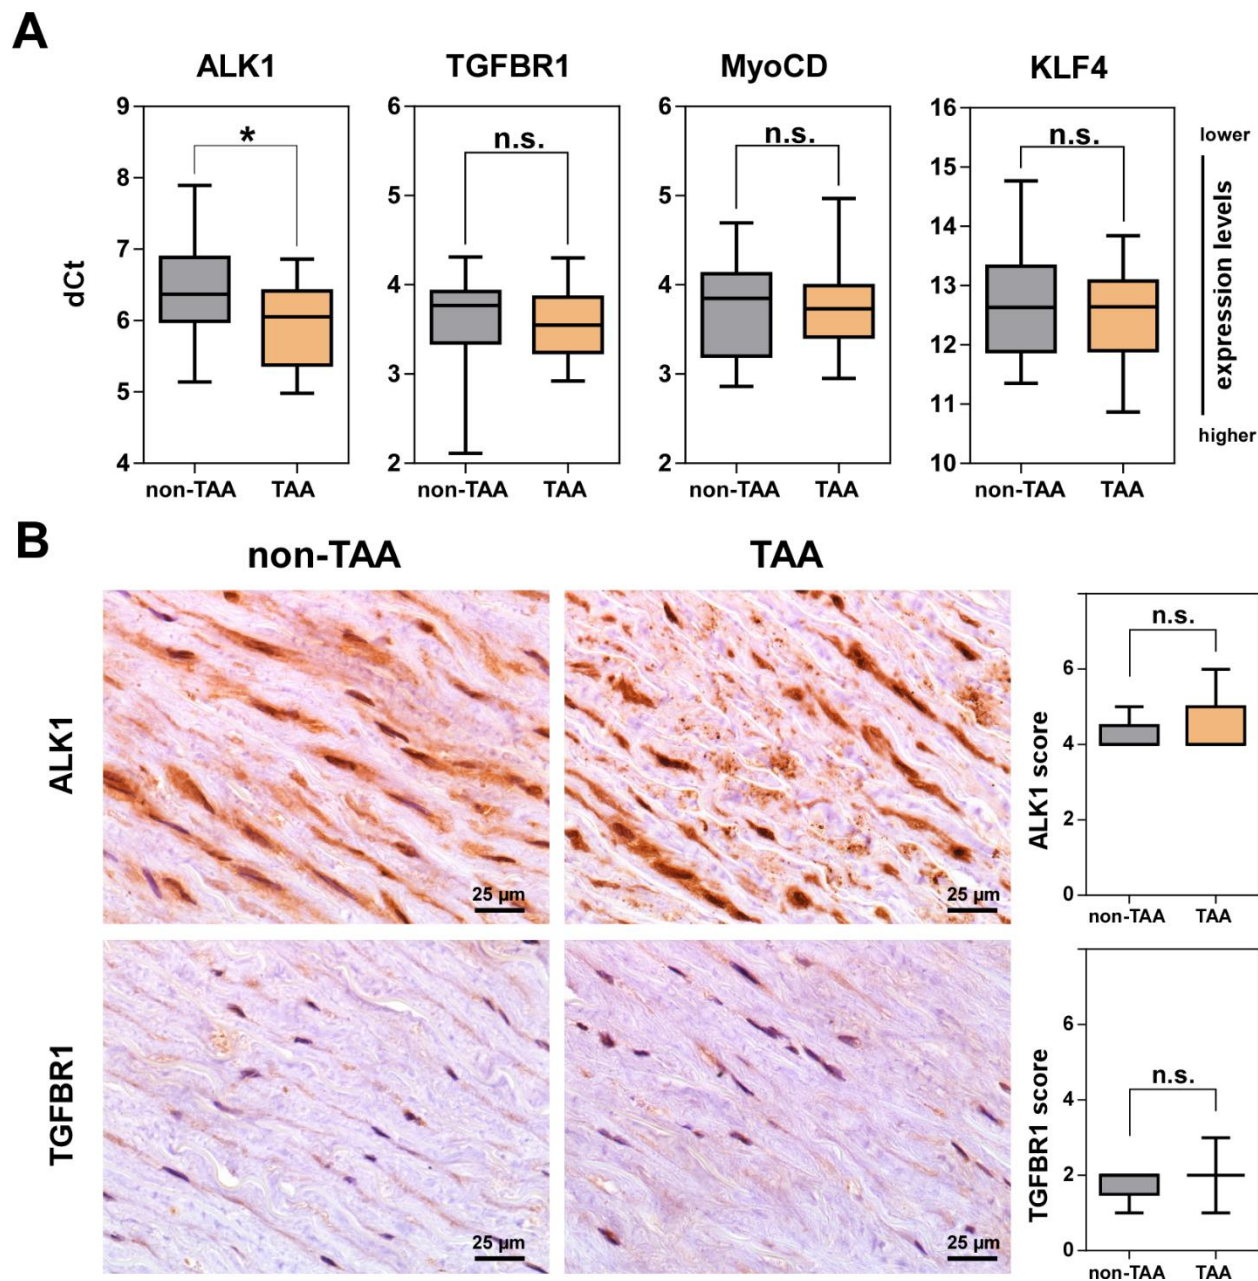 A
ALK1
TGFBR1
MyoCD
KLF4
9
8
7
6
5
4
dCt
*
non-TAA
TAA
6
5
4
3
2
n.s.
non-TAA
TAA
6
5
4
3
2
n.s.
non-TAA
TAA
16
15
14
13
12
11
10
n.s.
non-TAA
TAA
lower
expression levels
higher
B
non-TAA
TAA
ALK1
25 µm
25 µm
n.s.
6
4
2
0
ALK1 score
non-TAA
TAA
TGFBR1
25 µm
25 µm
n.s.
6
4
2
0
TGFBR1 score
non-TAA
TAA